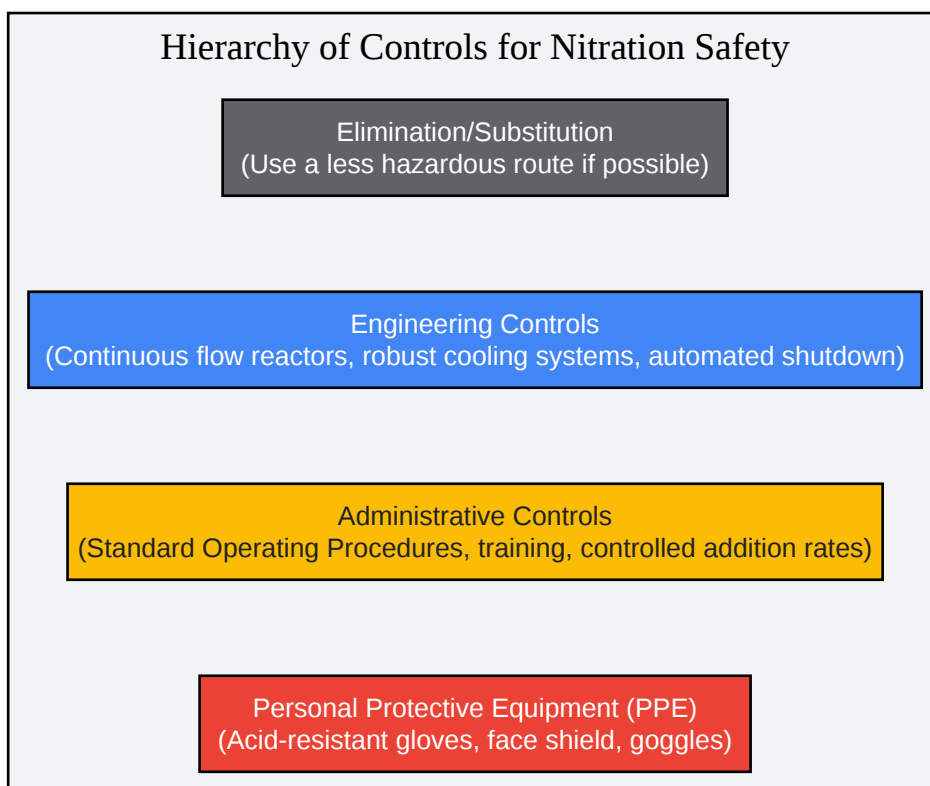 Hierarchy of Controls for Nitration Safety
Elimination/Substitution
(Use a less hazardous route if possible)
Engineering Controls
(Continuous flow reactors, robust cooling systems, automated shutdown)
Administrative Controls
(Standard Operating Procedures, training, controlled addition rates)
Personal Protective Equipment (PPE)
(Acid-resistant gloves, face shield, goggles)